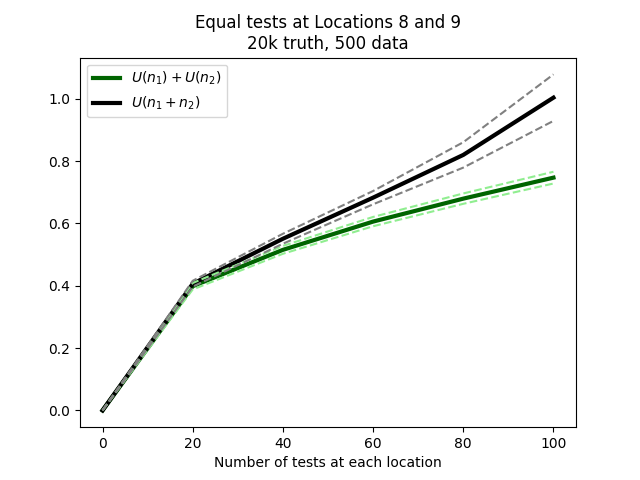 Equal tests at Locations 8 and 9
20k truth, 500 data
U(n₁) + U(n₂)
U(n₁ + n₂)
1.0
0.8
0.6
0.4
0.2
0.0
0 20 40 60 80 100
Number of tests at each location